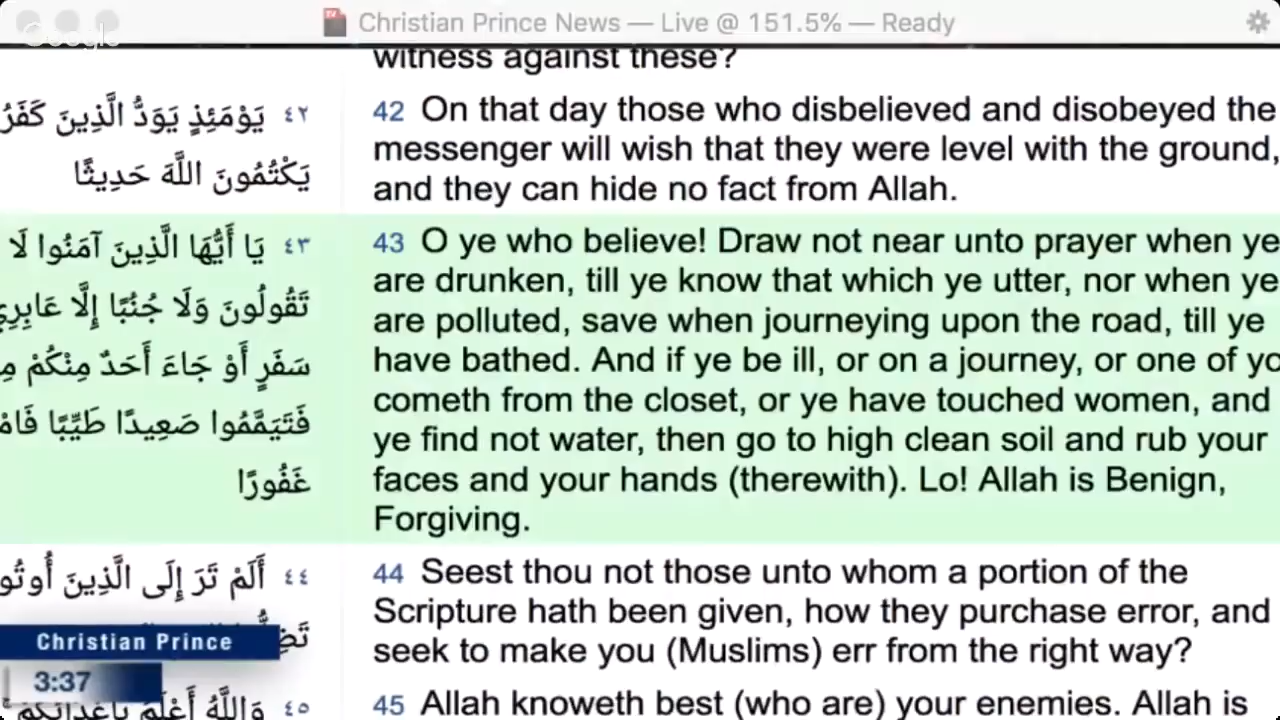 Christian Prince News — Live @ 151.5% — Ready
Google
witness against these?
٤٢ يَوْمَئِذٍ يَوَدُّ الَّذِينَ كَفَرُ
يَكْتُمُونَ اللَّهَ حَدِيثًا
42 On that day those who disbelieved and disobeyed the
messenger will wish that they were level with the ground,
and they can hide no fact from Allah.
٤٣ يَا أَيُّهَا الَّذِينَ آمَنُوا لَا
تَقُولُونَ وَلَا جُنُبًا إِلَّا عَابِرِي
سَفَرٍ أَوْ جَاءَ أَحَدٌ مِنْكُمْ
فَتَيَمَّمُوا صَعِيدًا طَيِّبًا
غَفُورًا
43 O ye who believe! Draw not near unto prayer when ye
are drunken, till ye know that which ye utter, nor when ye
are polluted, save when journeying upon the road, till ye
have bathed. And if ye be ill, or on a journey, or one of yo
cometh from the closet, or ye have touched women, and
ye find not water, then go to high clean soil and rub your
faces and your hands (therewith). Lo! Allah is Benign,
Forgiving.
٤٤ أَلَمْ تَرَ إِلَى الَّذِينَ أُوتُو
44 Seest thou not those unto whom a portion of the
Scripture hath been given, how they purchase error, and
seek to make you (Muslims) err from the right way?
٤٥ وَاللَّهُ أَعْلَمُ بِأَعْدَائِكُمْ
45 Allah knoweth best (who are) your enemies. Allah is
Christian Prince
3:37